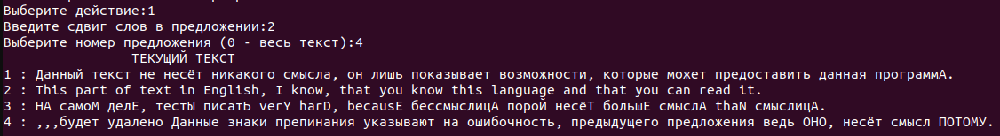 Выберите действие:1
Введите сдвиг слов в предложении:2
Выберите номер предложения (0 - весь текст):4
ТЕКУЩИЙ ТЕКСТ
1 : Данный текст не несёт никакого смысла, он лишь показывает возможности, которые может предоставить данная программА.
2 : This part of text in English, I know, that you know this language and that you can read it.
3 : НА самоМ делЕ, тестЫ писатЬ verY harD, becausE бессмыслицА пороЙ несёТ большЕ смыслА thaN смыслицА.
4 : ,,,будет удалено Данные знаки препинания указывают на ошибочность, предыдущего предложения ведь ОНО, несёт смысл ПОТОМУ.